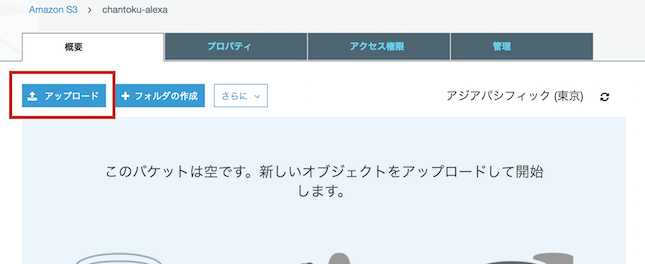 Amazon S3 > chantoku-alexa
概要 プロパティ アクセス権限 管理
アップロード + フォルダの作成 さらに アジアパシフィック (東京)
このバケットは空です。新しいオブジェクトをアップロードして開始
します。